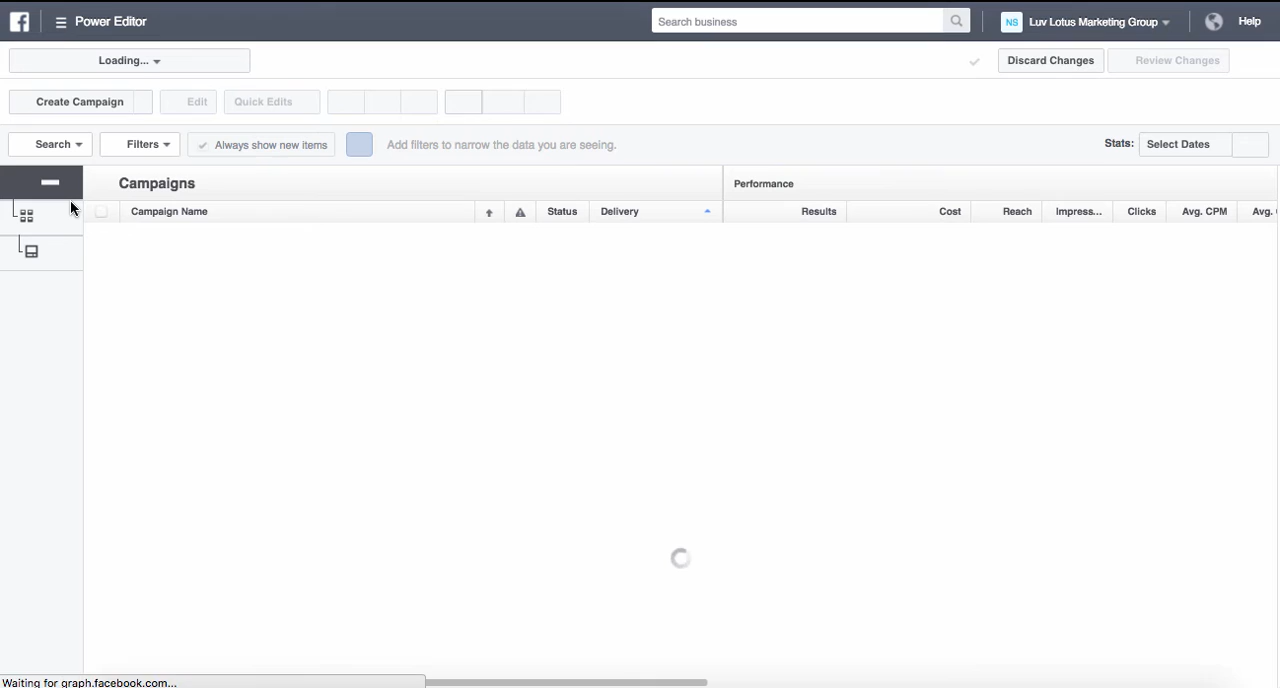 Power Editor
Search business
NS Luv Lotus Marketing Group
Help
Loading...
Discard Changes
Review Changes
Create Campaign
Edit
Quick Edits
Search
Filters
Always show new items
Add filters to narrow the data you are seeing.
Stats:
Select Dates
Campaigns
Performance
Campaign Name
Status
Delivery
Results
Cost
Reach
Impress...
Clicks
Avg. CPM
Avg.
Waiting for graph.facebook.com...